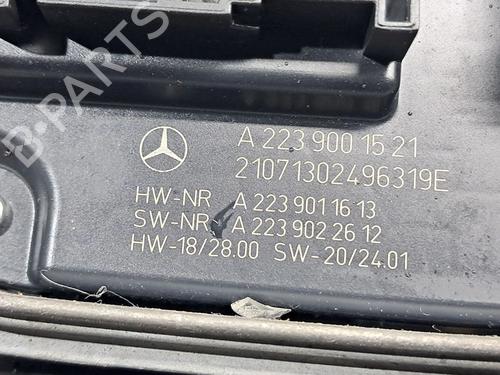 B-PARTS
A 223 900 15 21
21071302496319E
HW-NR A 223 901 16 13
SW-NR A 223 902 26 12
HW-18/28.00 SW-20/24.01